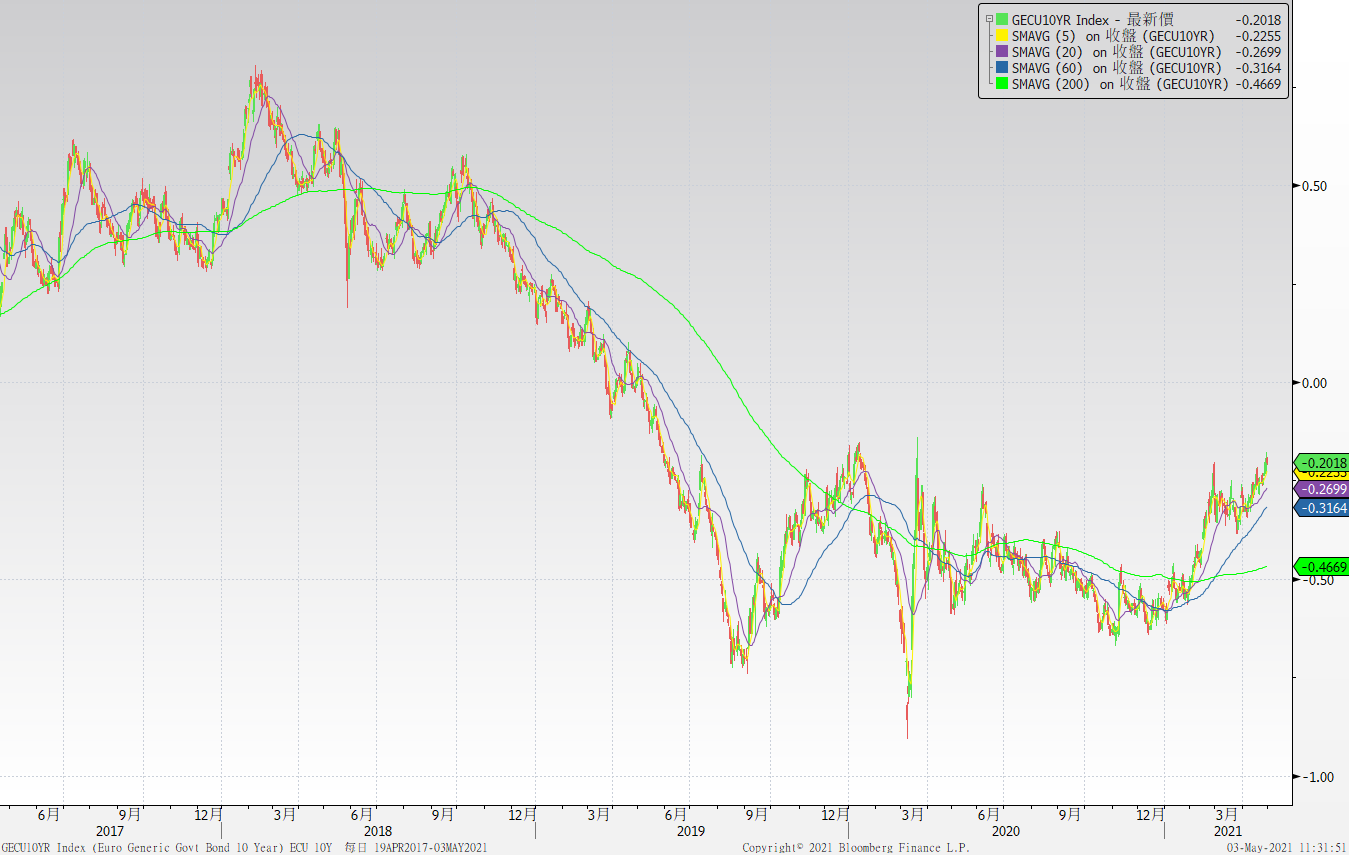 GECU10YR Index - 最新價 -0.2018
SMAVG (5) on 收盤 (GECU10YR) -0.2255
SMAVG (20) on 收盤 (GECU10YR) -0.2699
SMAVG (60) on 收盤 (GECU10YR) -0.3164
SMAVG (200) on 收盤 (GECU10YR) -0.4669
0.50
0.00
-0.2018
-0.2255
-0.2699
-0.3164
-0.4669
-0.50
-1.00
6月 9月 12月 3月 6月 9月 12月 3月 6月 9月 12月 3月 6月 9月 12月 3月
2017 2018 2019 2020 2021
GECU10YR Index (Euro Generic Govt Bond 10 Year) ECU 10Y 每日 19APR2017-03MAY2021 Copyright© 2021 Bloomberg Finance L.P. 03-May-2021 11:31:51